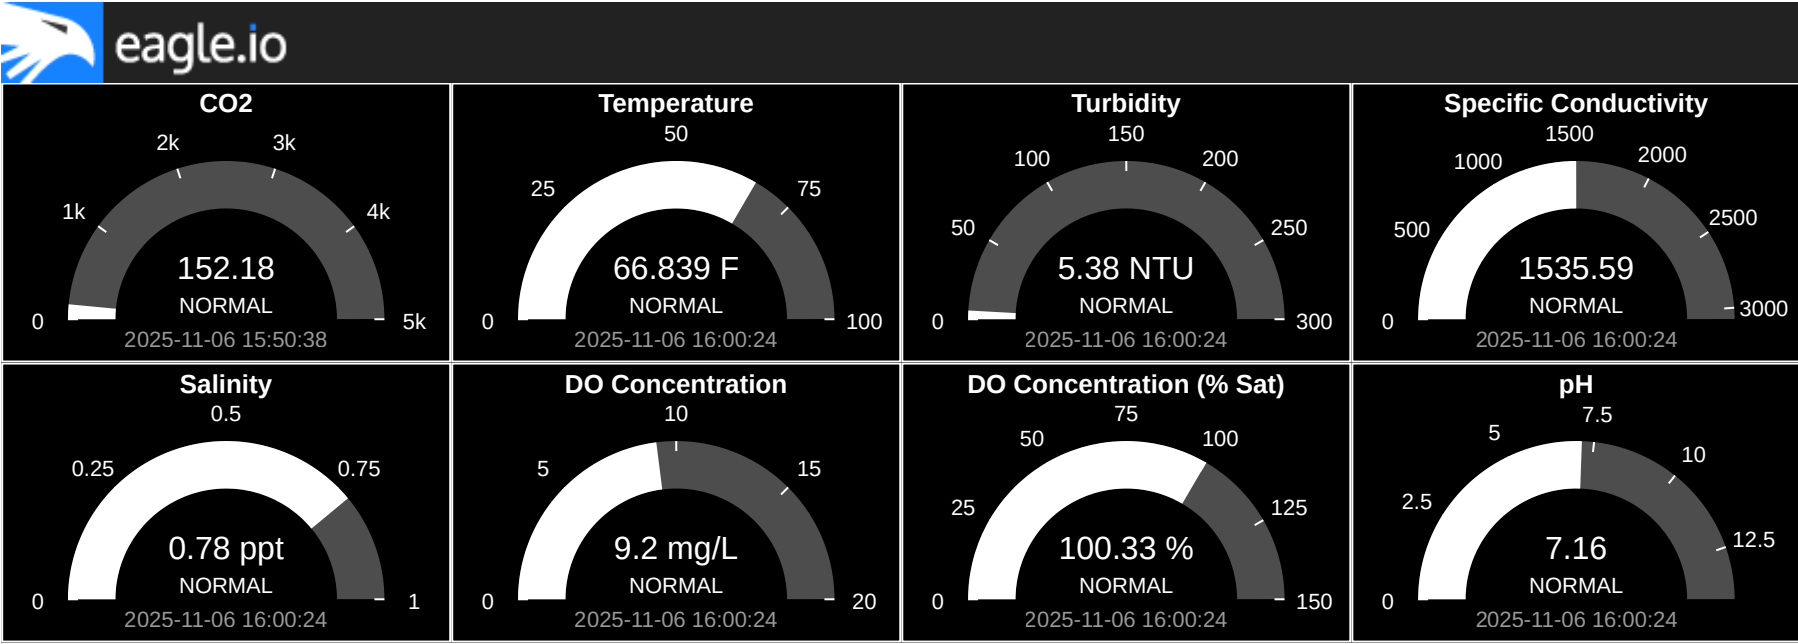 eagle.io
CO2
2k
3k
1k
4k
152.18
NORMAL
0
5k
2025-11-06 15:50:38
Temperature
50
25
75
66.839 F
NORMAL
0
100
2025-11-06 16:00:24
Turbidity
150
100
200
50
250
5.38 NTU
NORMAL
0
300
2025-11-06 16:00:24
Specific Conductivity
1500
1000
2000
500
2500
1535.59
NORMAL
0
3000
2025-11-06 16:00:24
Salinity
0.5
0.25
0.75
0.78 ppt
NORMAL
0
1
2025-11-06 16:00:24
DO Concentration
10
5
15
9.2 mg/L
NORMAL
0
20
2025-11-06 16:00:24
DO Concentration (% Sat)
75
50
100
25
125
100.33 %
NORMAL
0
150
2025-11-06 16:00:24
pH
7.5
5
10
2.5
12.5
7.16
NORMAL
0
2025-11-06 16:00:24